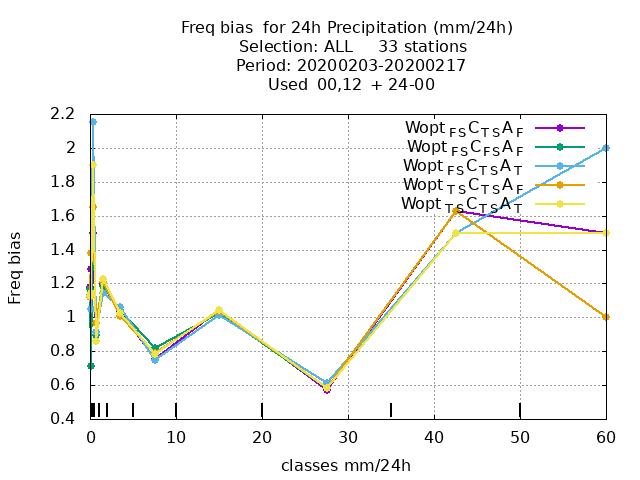 Freq bias  for 24h Precipitation (mm/24h)
Selection: ALL     33 stations
Period: 20200203-20200217
Used  00,12  + 24-00
2.2
2
1.8
1.6
1.4
1.2
1
0.8
0.6
0.4
Freq bias
Wopt FS C TS A F
Wopt FS C FS A F
Wopt FS C TS A T
Wopt TS C TS A F
Wopt TS C TS A T
0 10 20 30 40 50 60
classes mm/24h